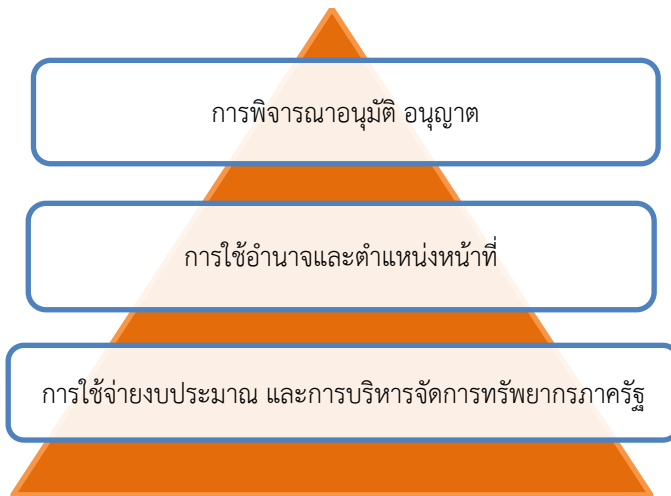 การพิจารณาอนุมัติ อนุญาต
การใช้อำนาจและตำแหน่งหน้าที่
การใช้จ่ายงบประมาณ และการบริหารจัดการทรัพยากรภาครัฐ